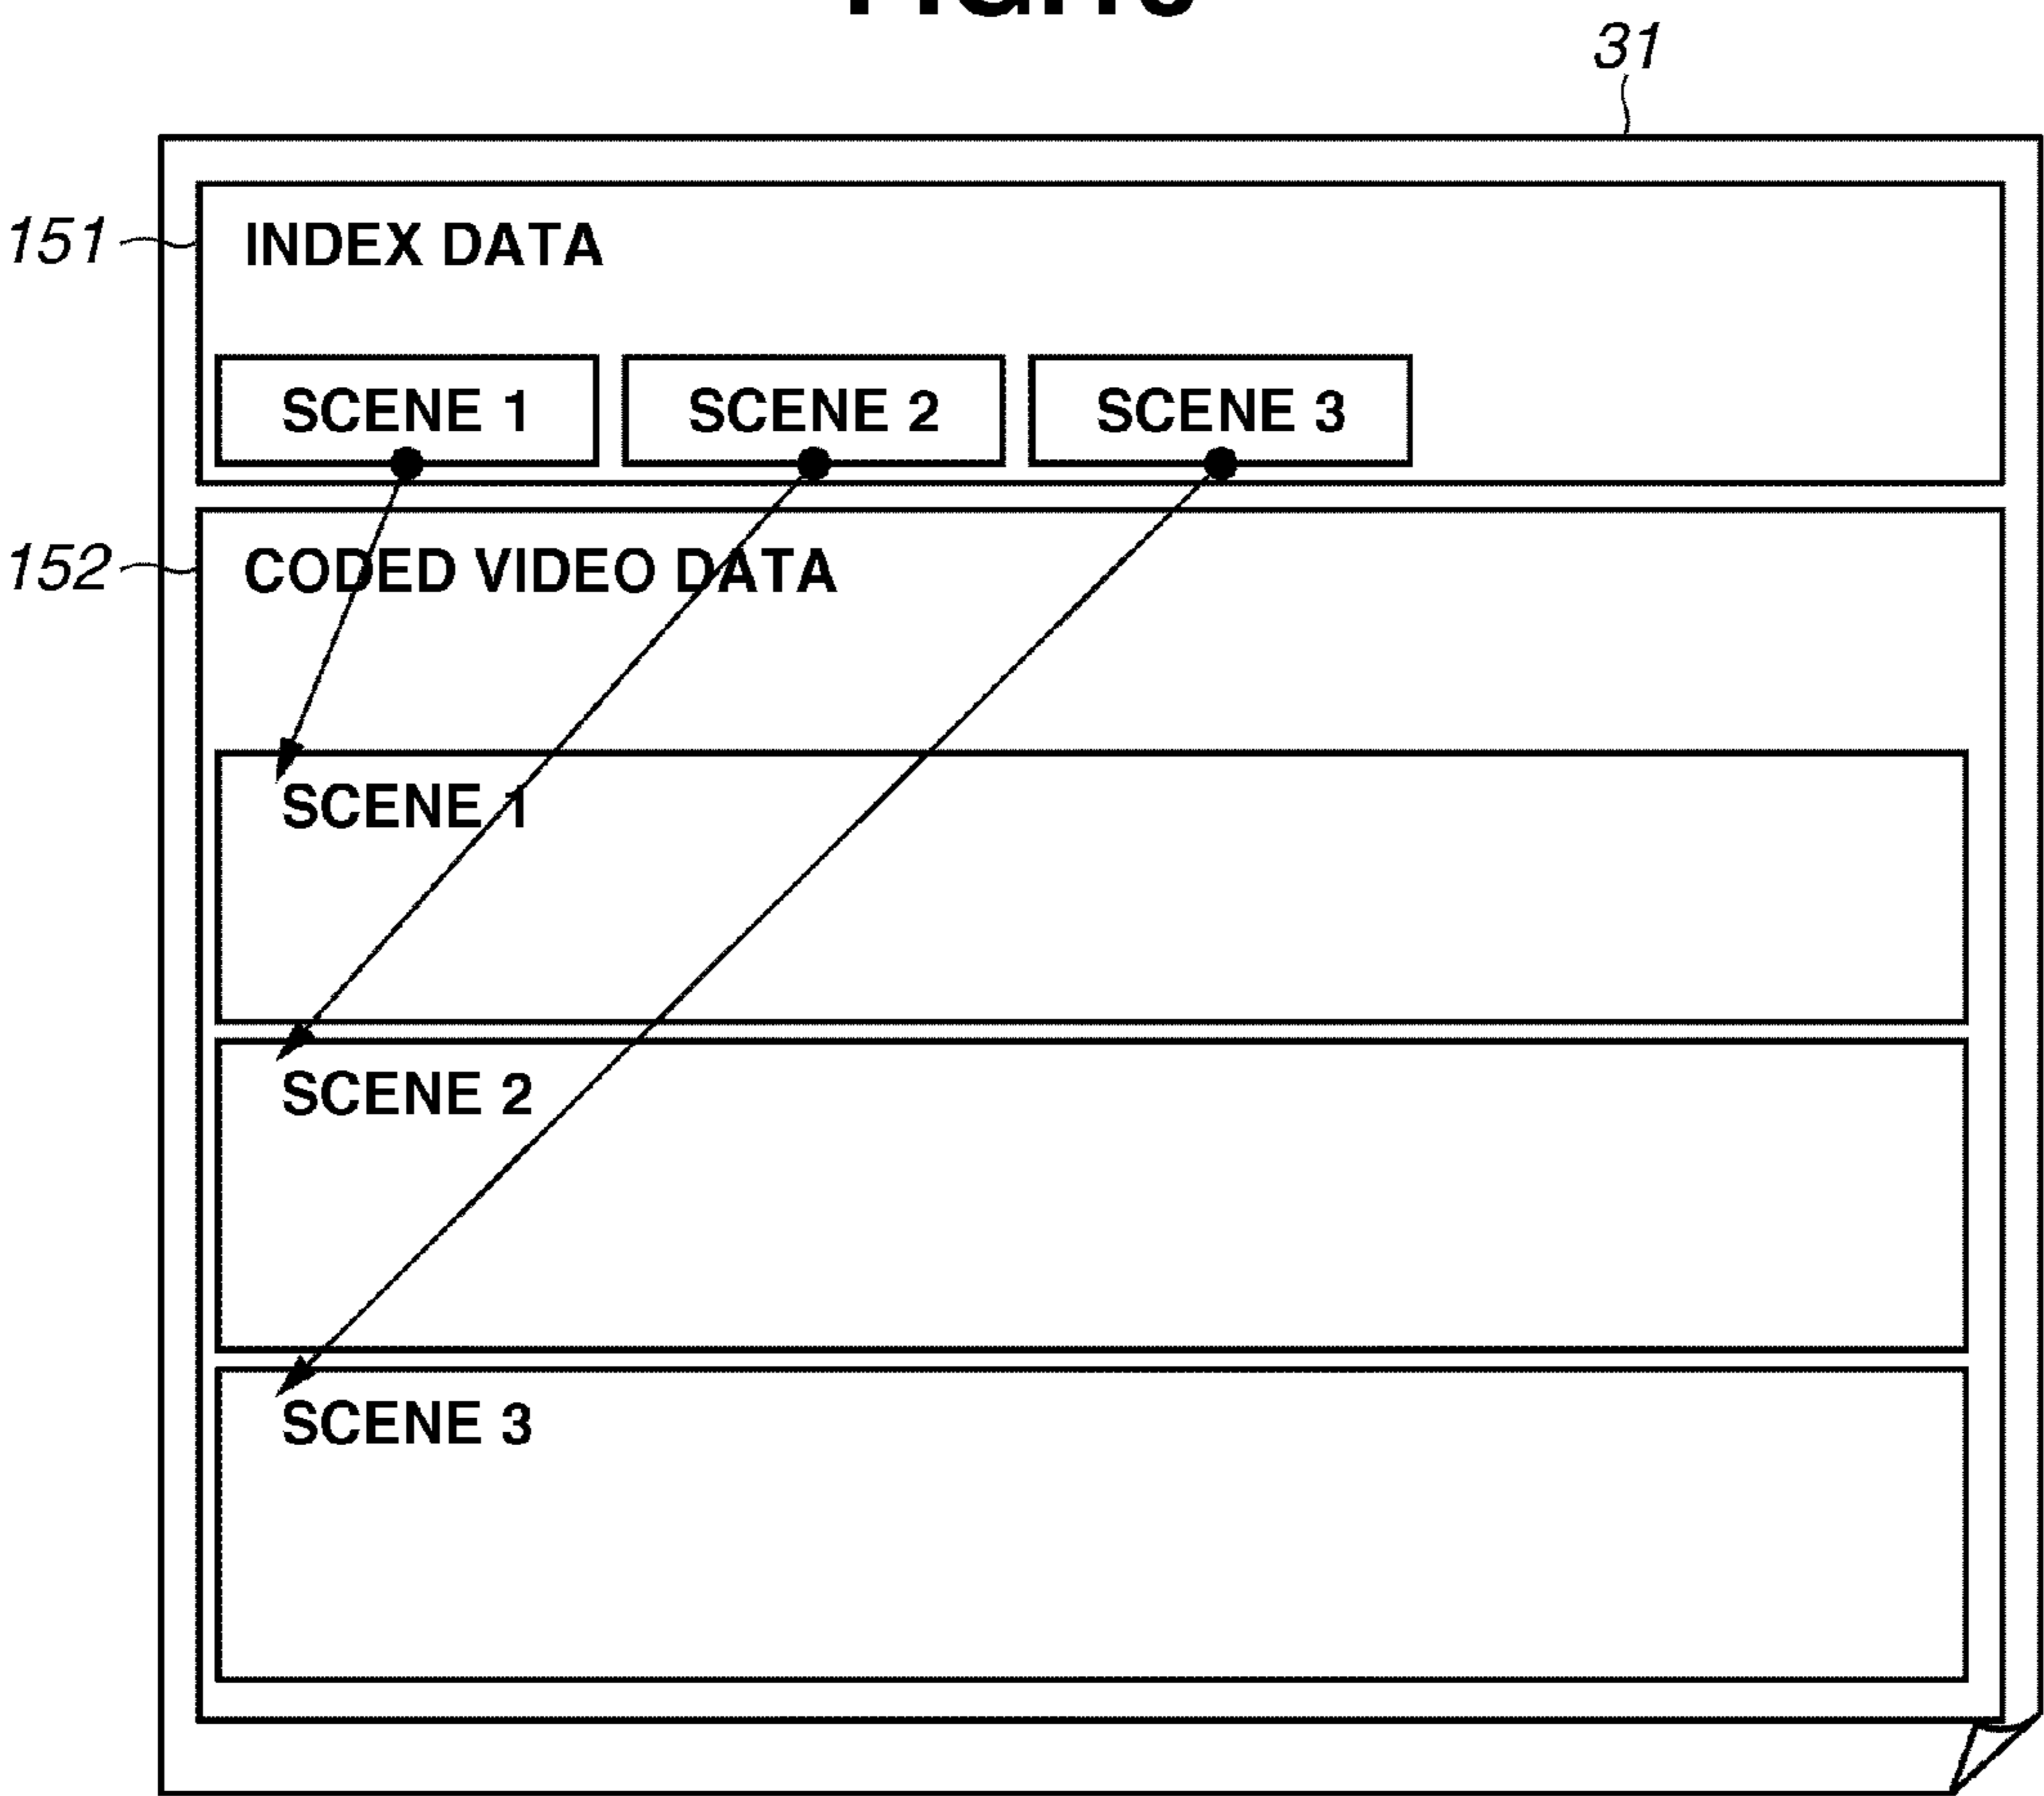 31
151
INDEX DATA
SCENE 1
SCENE 2
SCENE 3
152
CODED VIDEO DATA
SCENE 1
SCENE 2
SCENE 3